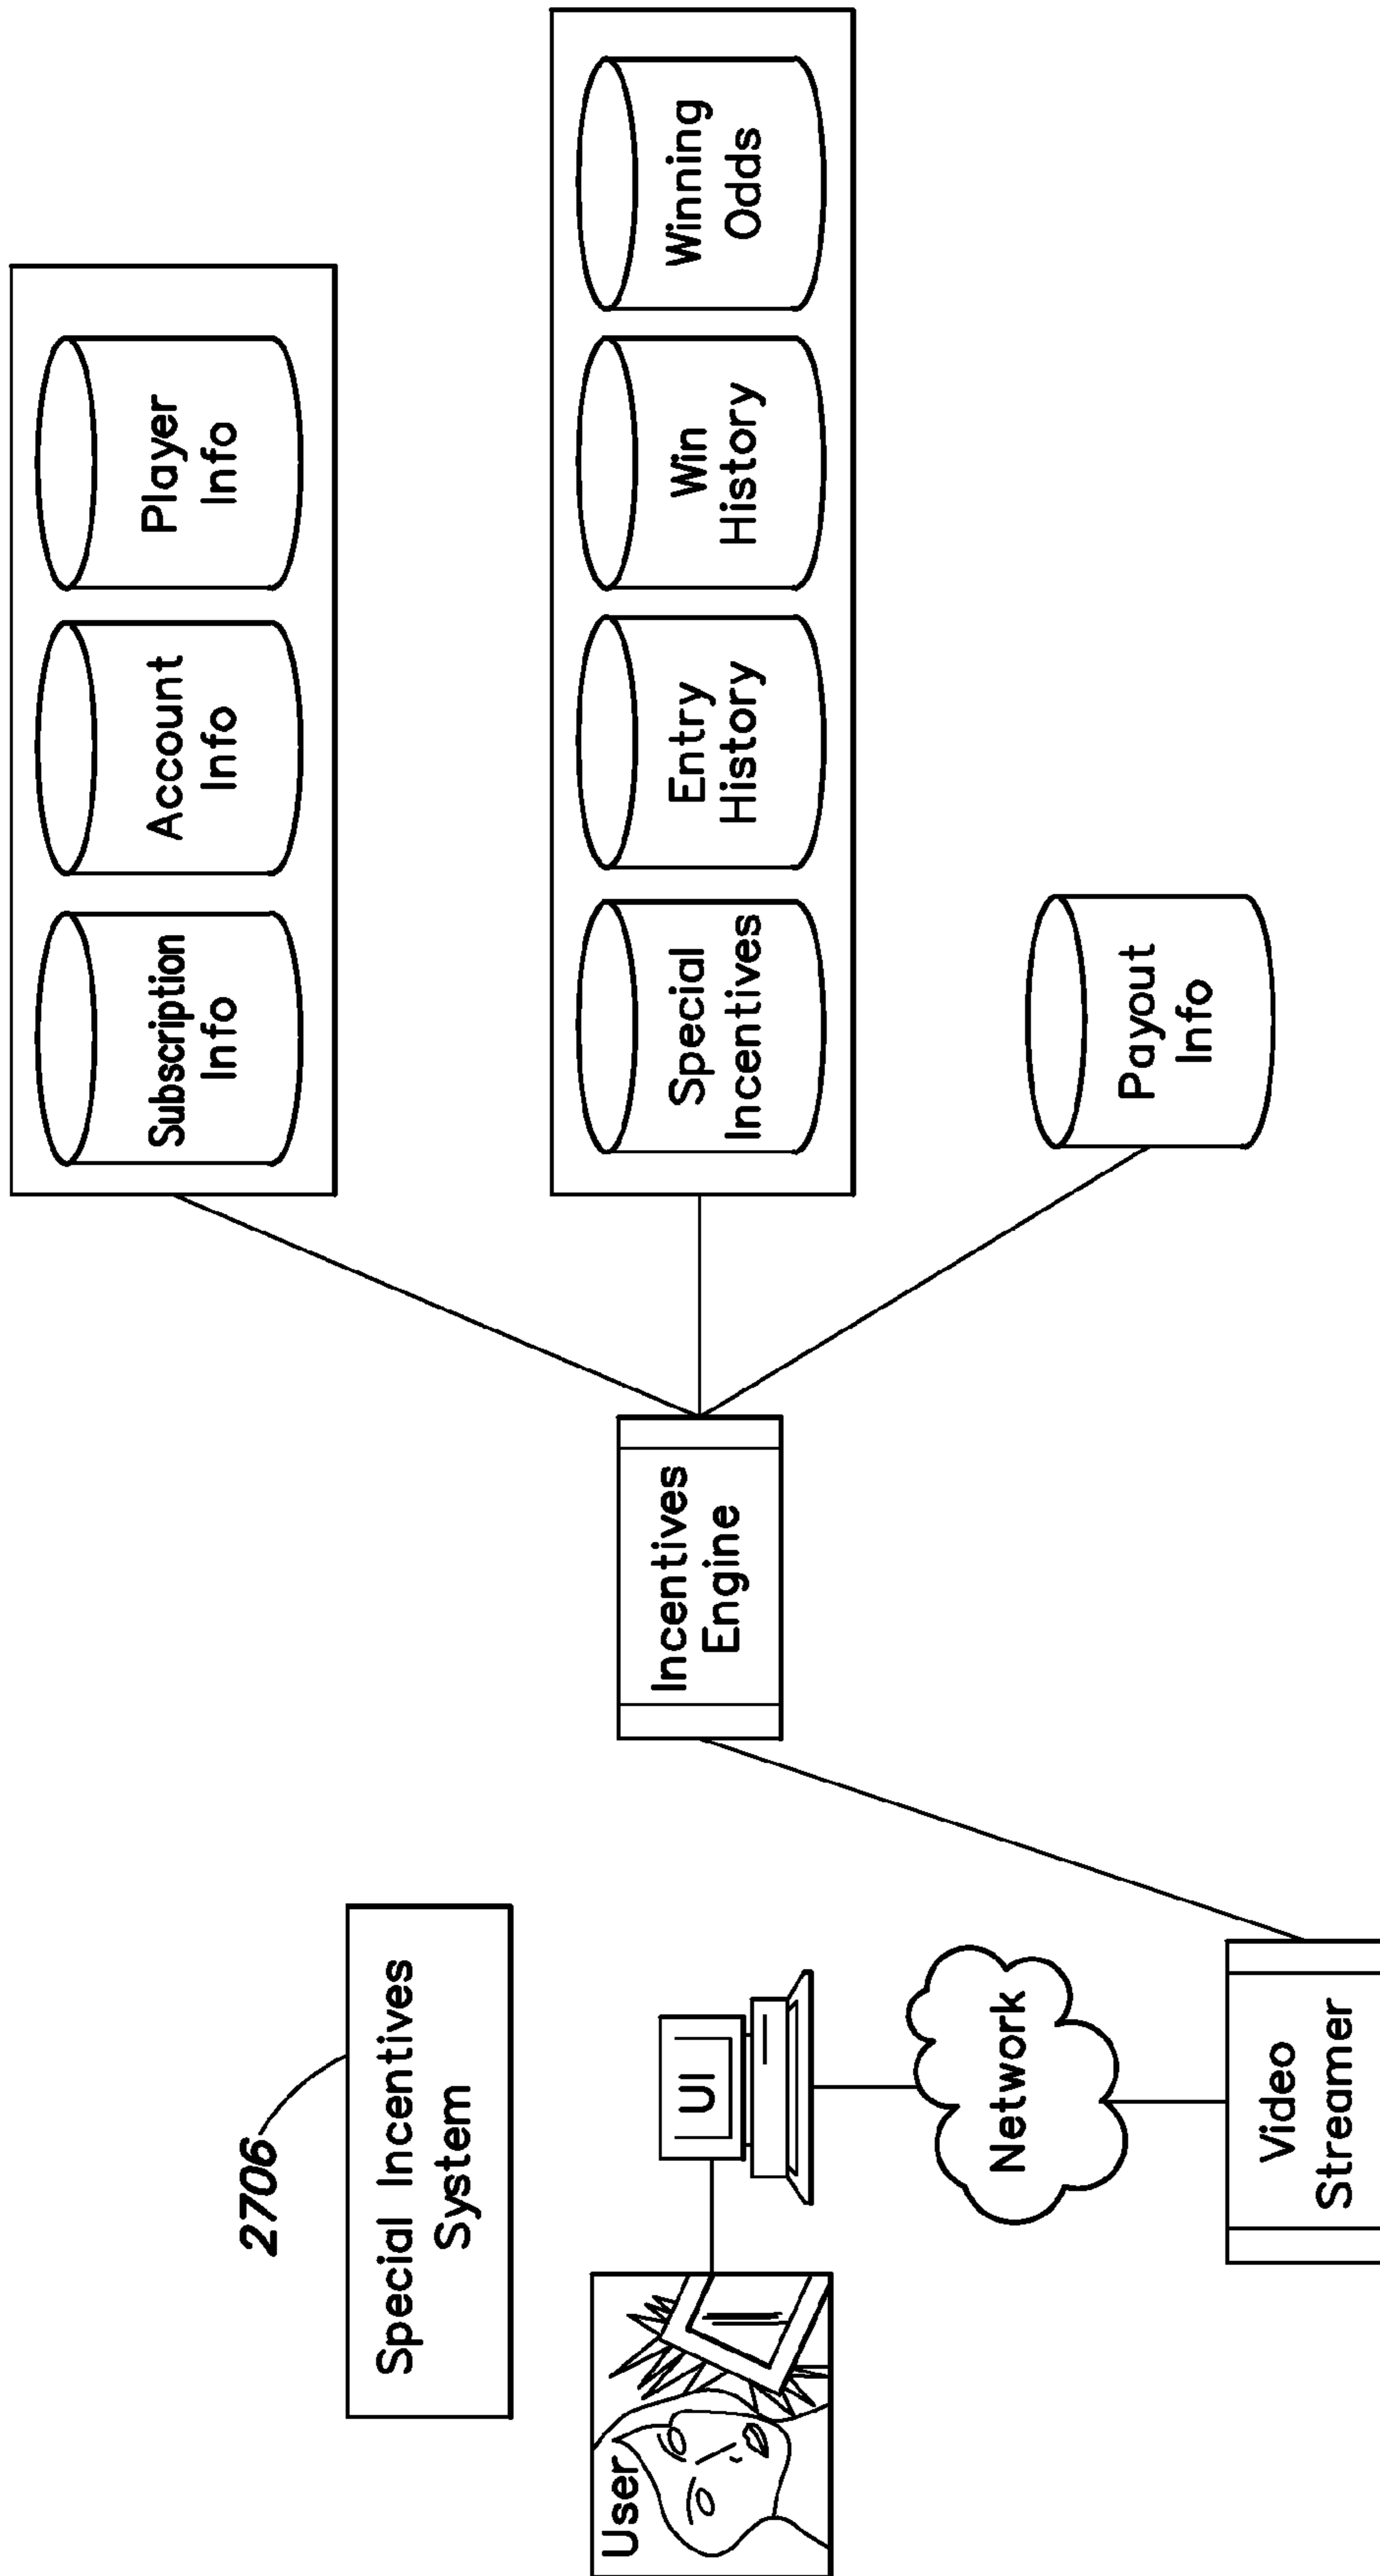 2706
Special Incentives
System
User
UI
Network
Video
Streamer
Incentives
Engine
Subscription
Info
Account
Info
Player
Info
Special
Incentives
Entry
History
Win
History
Winning
Odds
Payout
Info